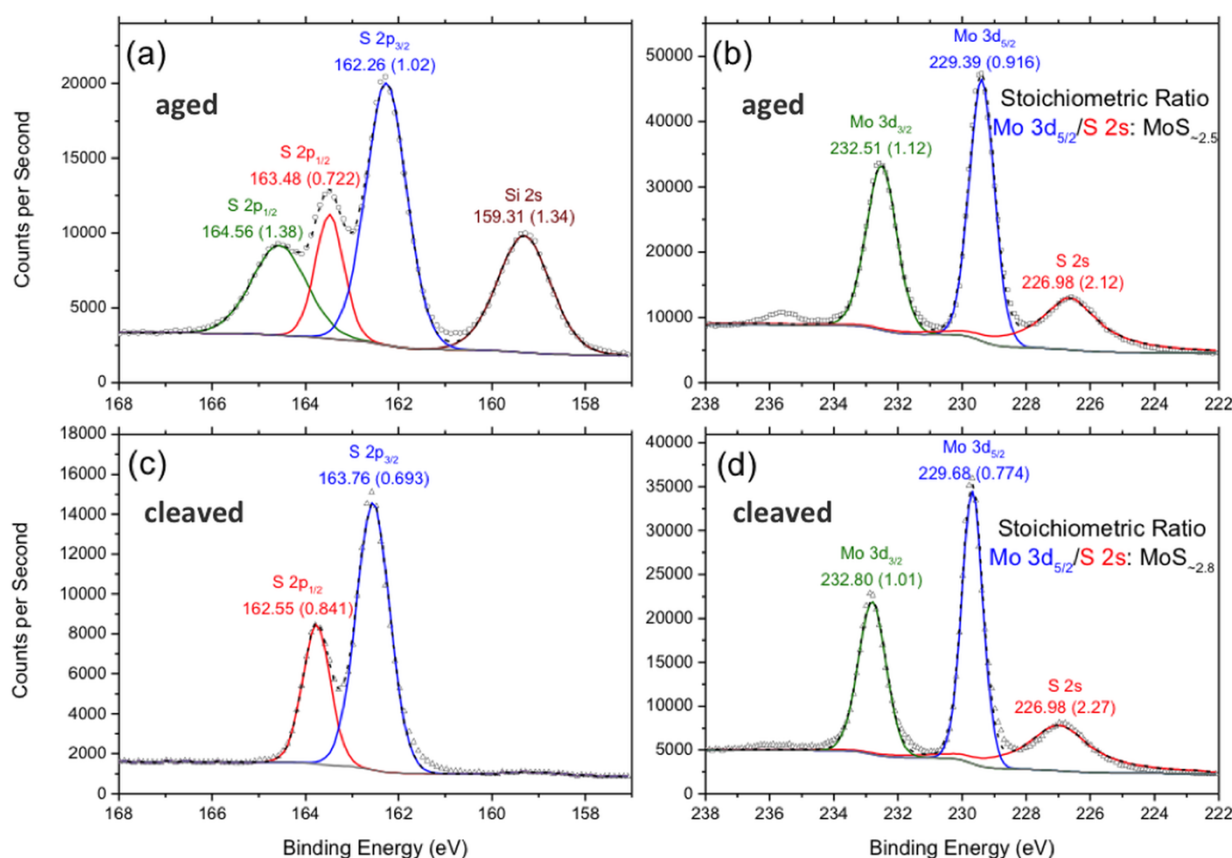 (a)
aged
S 2p3/2
162.26 (1.02)
S 2p1/2
163.48 (0.722)
S 2p1/2
164.56 (1.38)
Si 2s
159.31 (1.34)
Counts per Second
20000
15000
10000
5000
0
168 166 164 162 160 158
(b)
aged
Mo 3d5/2
229.39 (0.916)
Mo 3d3/2
232.51 (1.12)
S 2s
226.98 (2.12)
Stoichiometric Ratio
Mo 3d5/2/S 2s: MoS~2.5
50000
40000
30000
20000
10000
0
238 236 234 232 230 228 226 224 222
(c)
cleaved
S 2p3/2
163.76 (0.693)
S 2p1/2
162.55 (0.841)
Counts per Second
18000
16000
14000
12000
10000
8000
6000
4000
2000
0
168 166 164 162 160 158
Binding Energy (eV)
(d)
cleaved
Mo 3d5/2
229.68 (0.774)
Mo 3d3/2
232.80 (1.01)
S 2s
226.98 (2.27)
Stoichiometric Ratio
Mo 3d5/2/S 2s: MoS~2.8
40000
35000
30000
25000
20000
15000
10000
5000
0
238 236 234 232 230 228 226 224 222
Binding Energy (eV)